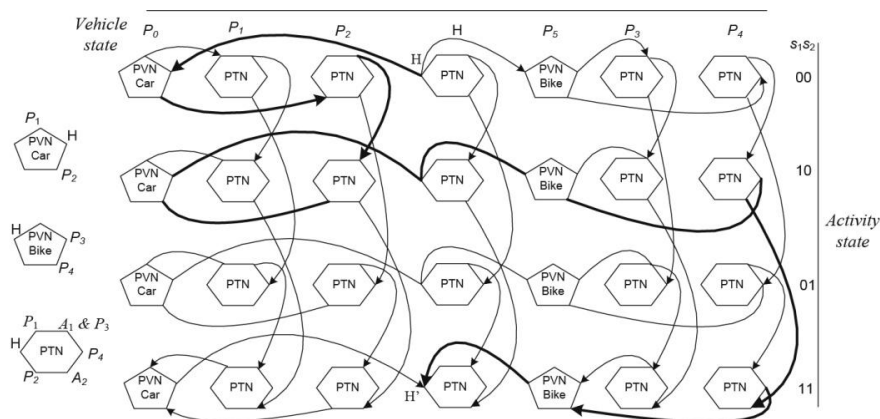 Vehicle state
P0 P1 P2 H P5 P3 P4 s1s2
PVN Car PTN PTN H PTN PVN Bike PTN PTN 00
P1
PVN Car H
P2
PVN Car PTN PTN PTN PVN Bike PTN PTN 10
H PVN Bike P3
P4
Activity state
PVN Car PTN PTN PTN PVN Bike PTN PTN 01
P1 A1 & P3
H PTN P4
P2 A2
PVN Car PTN PTN H' PTN PVN Bike PTN PTN 11